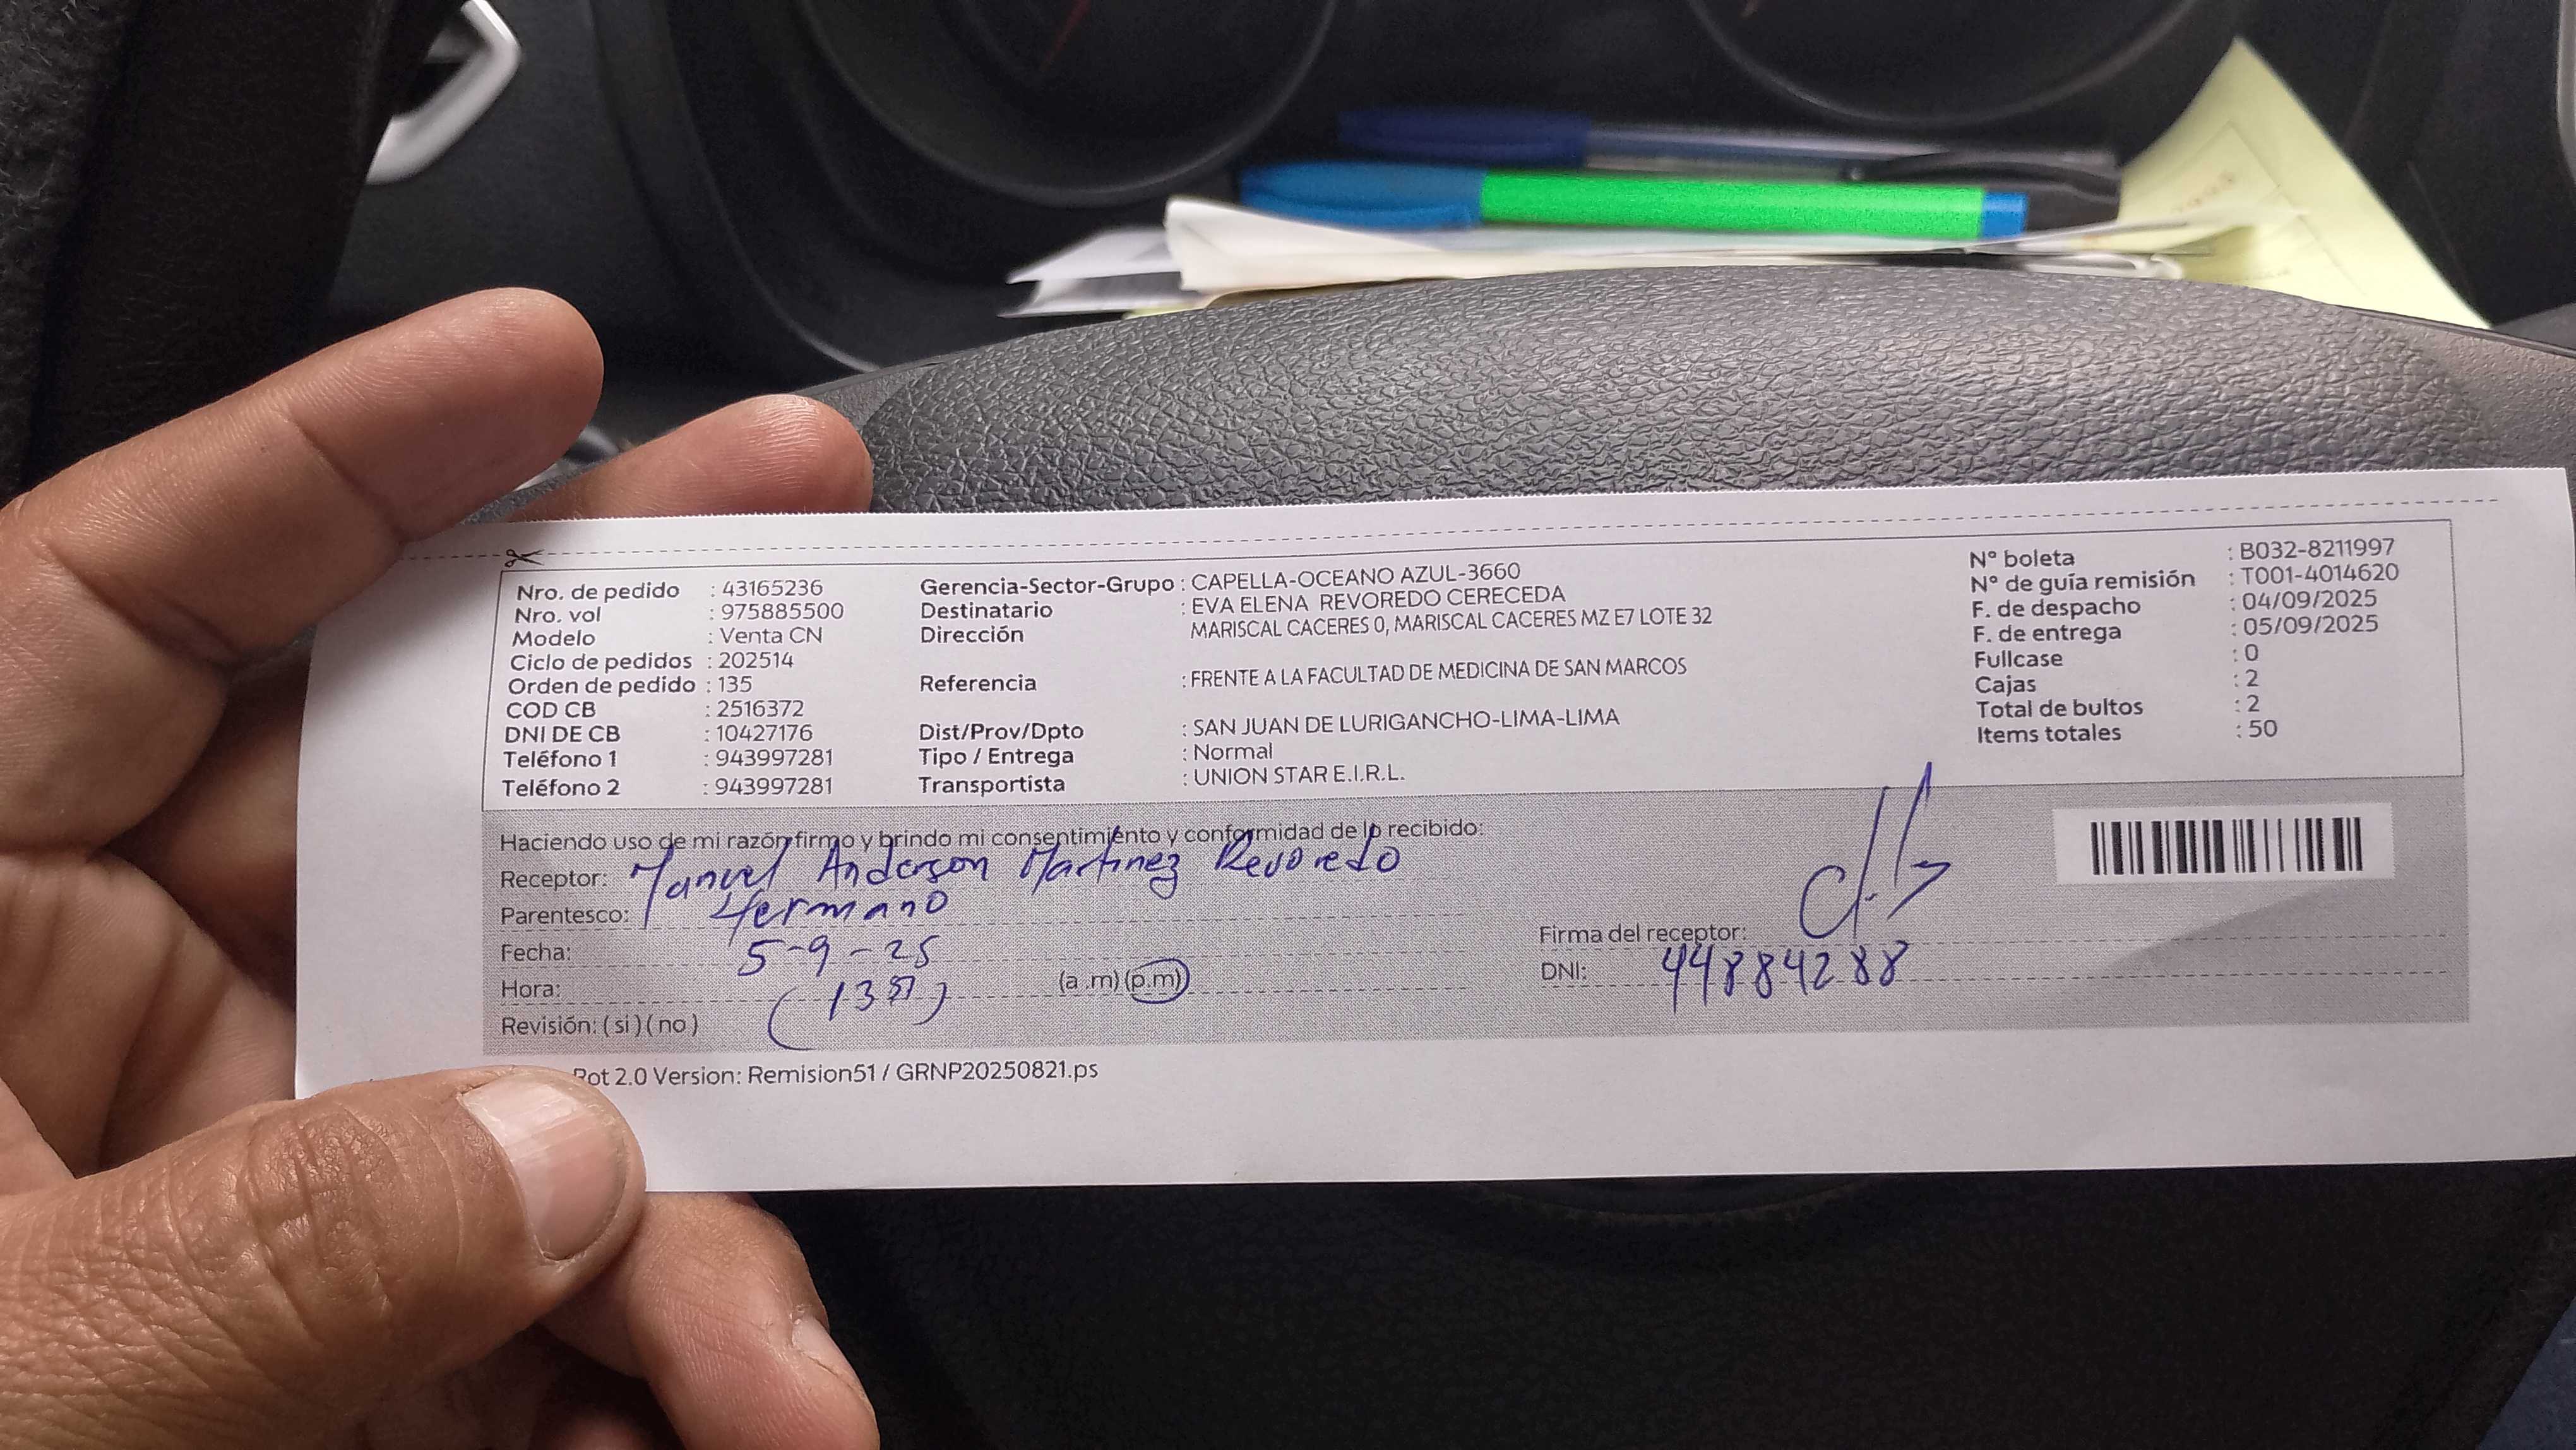 Nro. de pedido : 43165236
Nro. vol : 975885500
Modelo : Venta CN
Ciclo de pedidos : 202514
Orden de pedido : 135
COD CB : 2516372
DNI DE CB : 10427176
Teléfono 1 : 943997281
Teléfono 2 : 943997281
Gerencia-Sector-Grupo : CAPELLA-OCEANO AZUL-3660
Destinatario : EVA ELENA REVOREDO CERECEDA
Dirección MARISCAL CACERES 0, MARISCAL CACERES MZ E7 LOTE 32
Referencia : FRENTE A LA FACULTAD DE MEDICINA DE SAN MARCOS
Dist/Prov/Dpto : SAN JUAN DE LURIGANCHO-LIMA-LIMA
Tipo / Entrega : Normal
Transportista : UNION STAR E.I.R.L.
N° boleta : B032-8211997
N° de guía remisión : T001-4014620
F. de despacho : 04/09/2025
F. de entrega : 05/09/2025
Fullcase : 0
Cajas : 2
Total de bultos : 2
Items totales : 50
Haciendo uso de mi razón firmo y brindo mi consentimiento y conformidad de lo recibido:
Receptor: Manuel Anderson Martinez Revoredo
Parentesco: Hermano
Fecha: 5-9-25
Hora: (a .m) (p.m)
Revisión: ( si ) ( no )
Firma del receptor:
DNI: 44884288
Pot 2.0 Version: Remision51 / GRNP20250821.ps